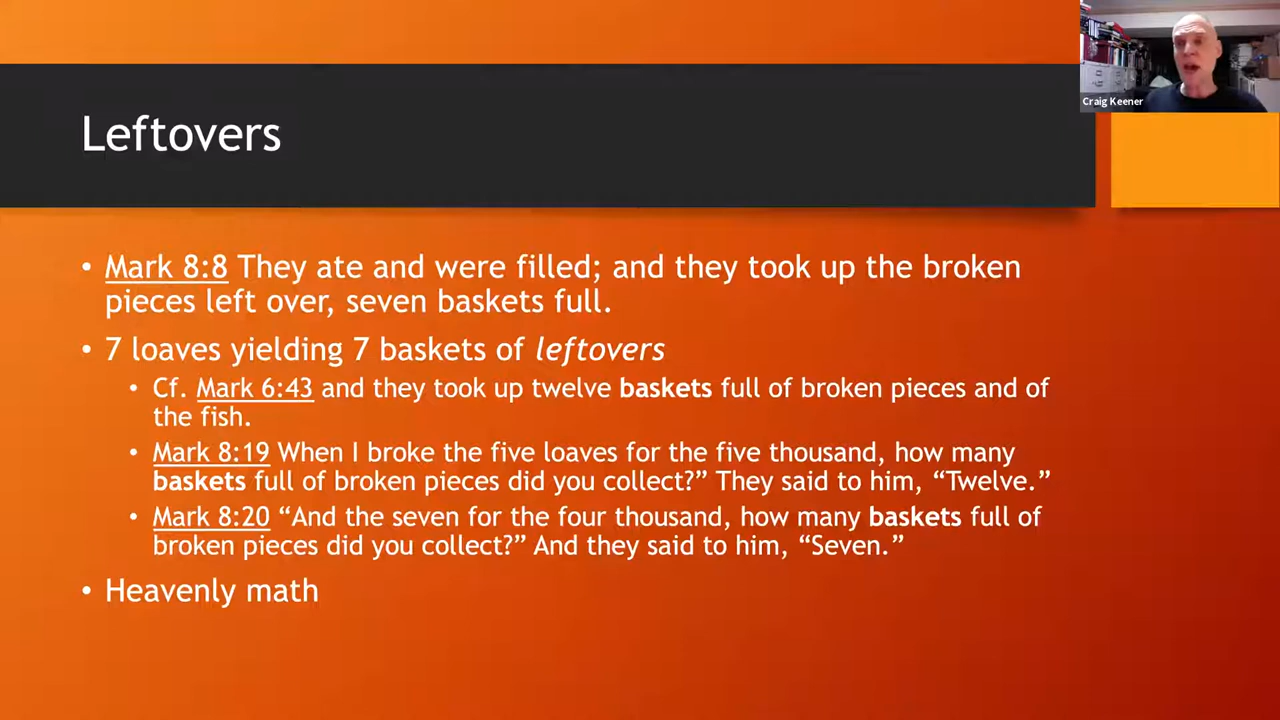 Craig Keener
Leftovers
• Mark 8:8 They ate and were filled; and they took up the broken
pieces left over, seven baskets full.
• 7 loaves yielding 7 baskets of leftovers
• Cf. Mark 6:43 and they took up twelve baskets full of broken pieces and of
the fish.
• Mark 8:19 When I broke the five loaves for the five thousand, how many
baskets full of broken pieces did you collect?” They said to him, “Twelve.”
• Mark 8:20 “And the seven for the four thousand, how many baskets full of
broken pieces did you collect?” And they said to him, “Seven.”
• Heavenly math